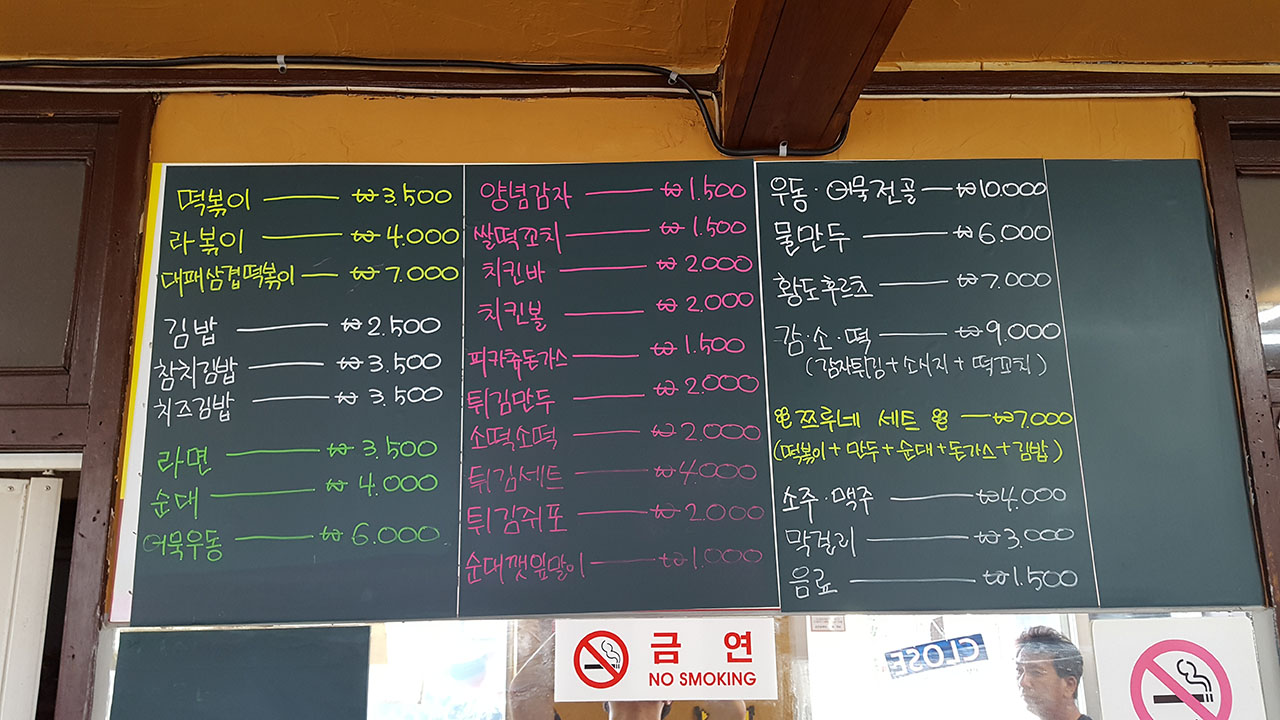 떡볶이 — ₩3.500
라볶이 — ₩4.000
대패삼겹떡볶이 — ₩7.000
김밥 — ₩2.500
참치김밥 — ₩3.500
치즈김밥 — ₩3.500
라면 — ₩3.500
순대 — ₩4.000
어묵우동 — ₩6.000
양념감자 — ₩1.500
쌀떡꼬치 — ₩1.500
치킨바 — ₩2.000
치킨볼 — ₩2.000
피카츄돈가스 — ₩1.500
튀김만두 — ₩2.000
소떡소떡 — ₩2.000
튀김세트 — ₩4.000
튀김쥐포 — ₩2.000
순대깻잎말이 — ₩1.000
우동·어묵전골 — ₩10.000
물만두 — ₩6.000
황도후르츠 — ₩7.000
감·소·떡 — ₩9.000
(감자튀김+소시지+떡꼬치)
쯔루네 세트 — ₩7.000
(떡볶이+만두+순대+돈가스+김밥)
소주·맥주 — ₩4.000
막걸리 — ₩3.000
음료 — ₩1.500
금연
NO SMOKING
CLOSE